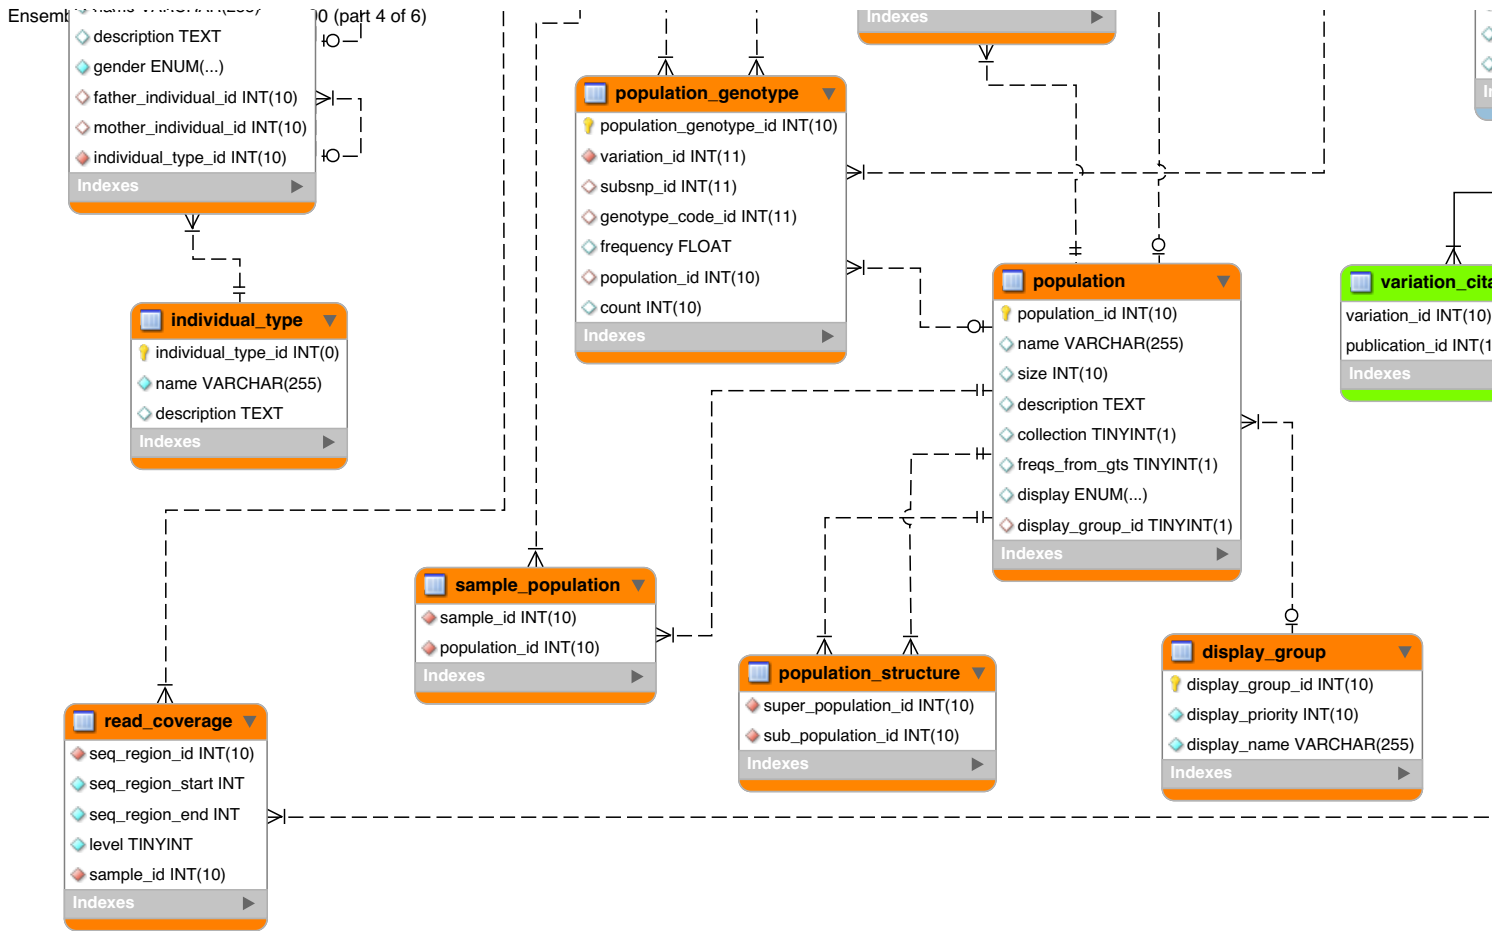 Ensemb
00 (part 4 of 6)
description TEXT
gender ENUM(...)
father_individual_id INT(10)
mother_individual_id INT(10)
individual_type_id INT(10)
Indexes
individual_type
individual_type_id INT(0)
name VARCHAR(255)
description TEXT
Indexes
population_genotype
population_genotype_id INT(10)
variation_id INT(11)
subsnp_id INT(11)
genotype_code_id INT(11)
frequency FLOAT
population_id INT(10)
count INT(10)
Indexes
Indexes
population
population_id INT(10)
name VARCHAR(255)
size INT(10)
description TEXT
collection TINYINT(1)
freqs_from_gts TINYINT(1)
display ENUM(...)
display_group_id TINYINT(1)
Indexes
variation_cita
variation_id INT(10)
publication_id INT(1
Indexes
sample_population
sample_id INT(10)
population_id INT(10)
Indexes
population_structure
super_population_id INT(10)
sub_population_id INT(10)
Indexes
display_group
display_group_id INT(10)
display_priority INT(10)
display_name VARCHAR(255)
Indexes
read_coverage
seq_region_id INT(10)
seq_region_start INT
seq_region_end INT
level TINYINT
sample_id INT(10)
Indexes